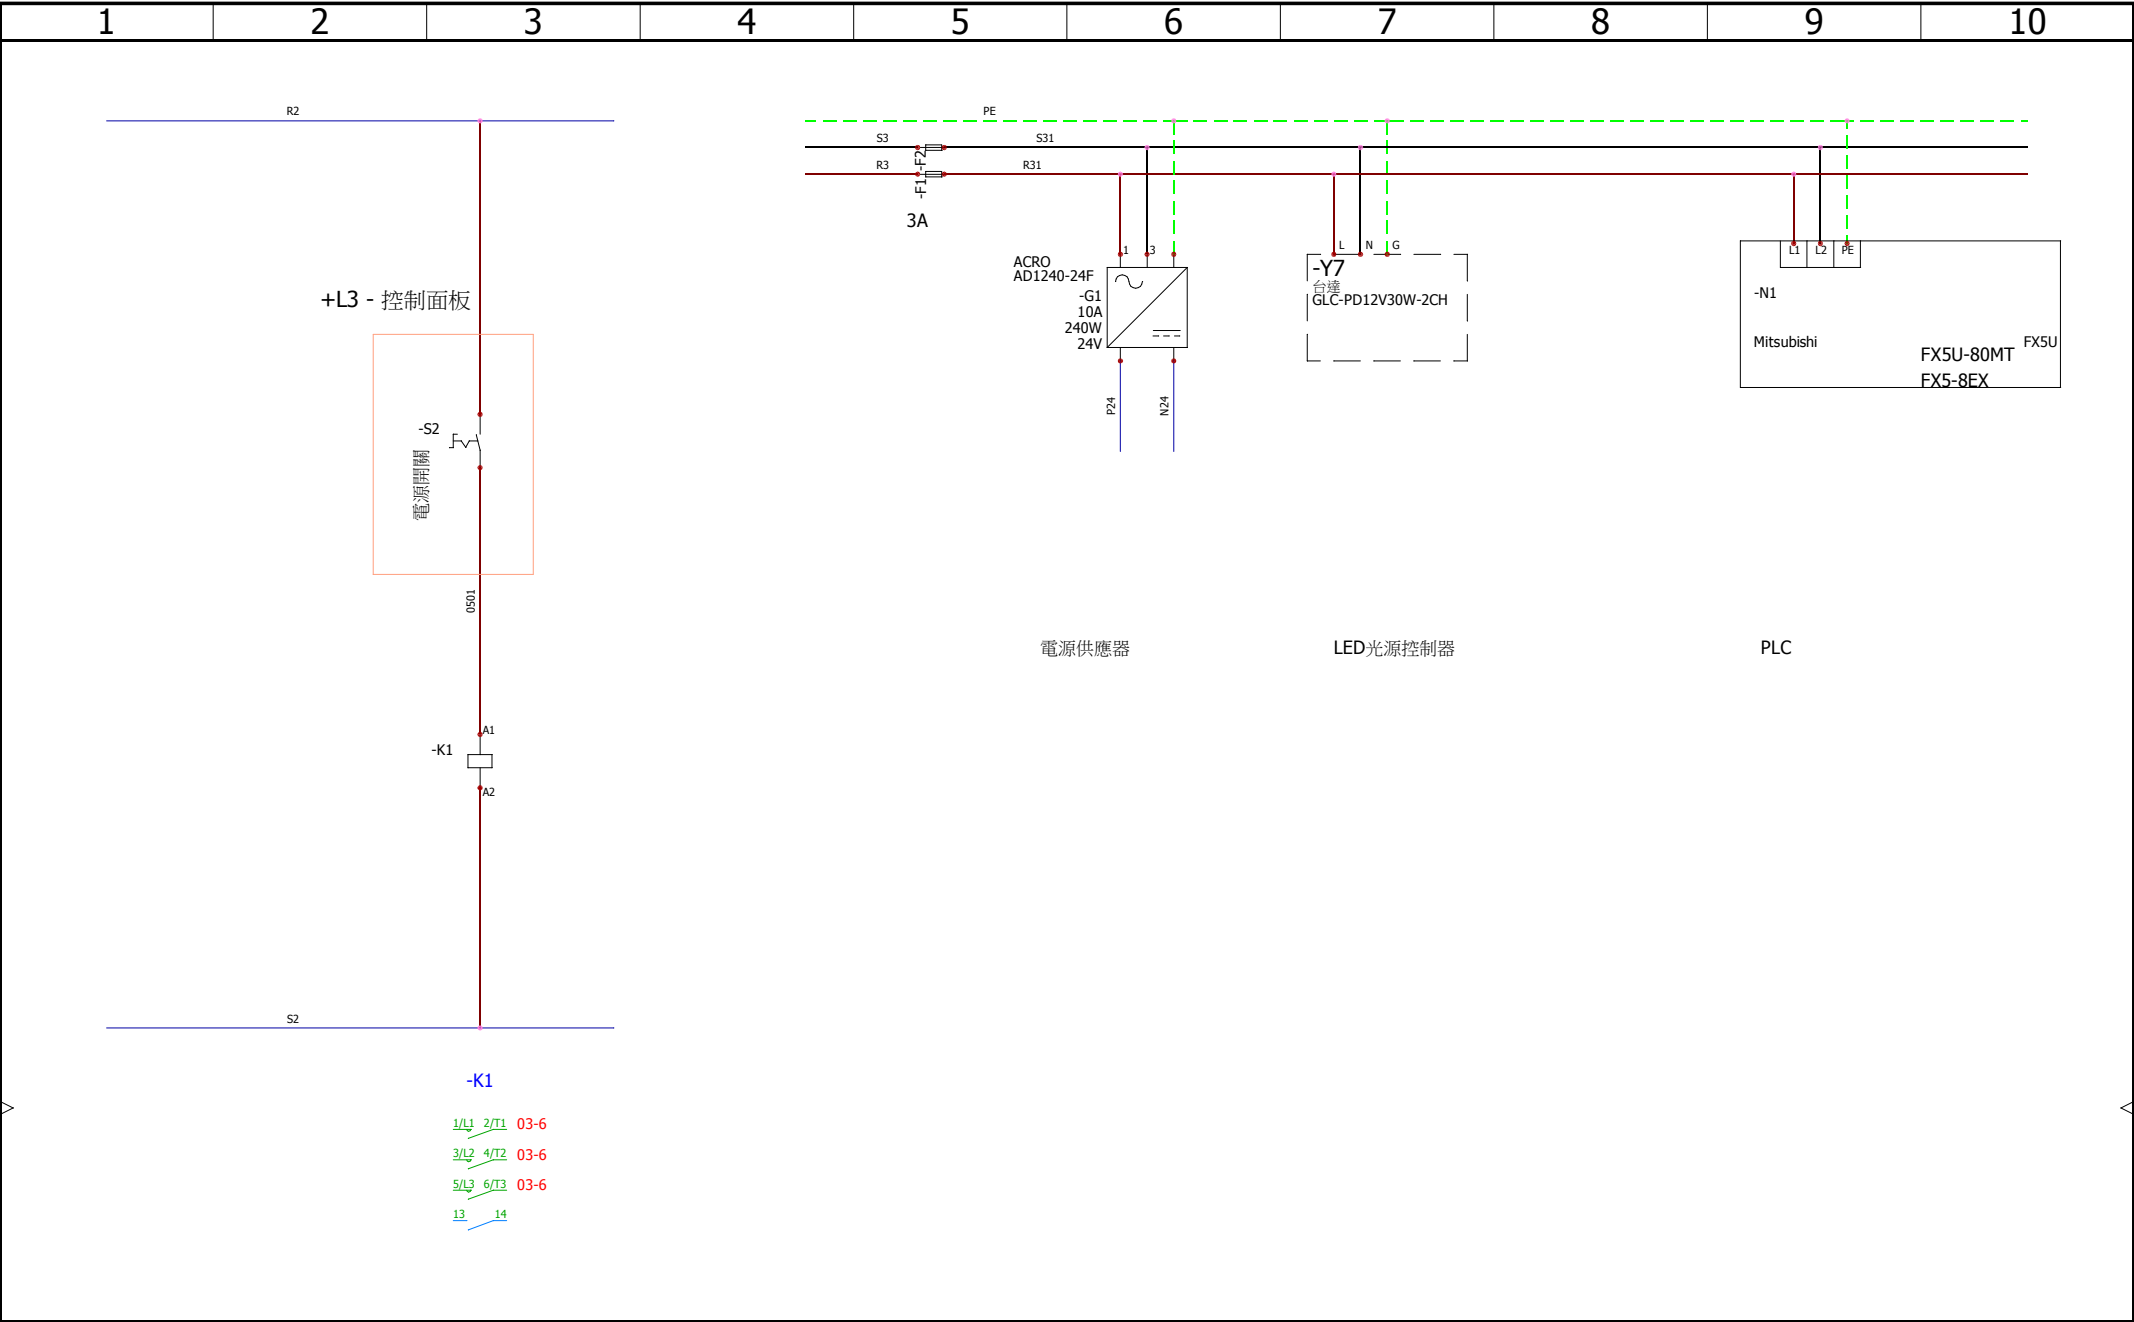 1 2 3 4 5 6 7 8 9 10
R2
PE
S3
S31
-F2
R3
R31
-F1
3A
+L3 - 控制面板
-S2
電源開關
0501
A1
-K1
A2
S2
1 3
ACRO
AD1240-24F
-G1
10A
240W
24V
P24
N24
電源供應器
L N G
-Y7
台達
GLC-PD12V30W-2CH
LED光源控制器
L1 L2 PE
-N1
Mitsubishi
FX5U
FX5U-80MT
FX5-8EX
PLC
-K1
1/L1 2/T1 03-6
3/L2 4/T2 03-6
5/L3 6/T3 03-6
13 14